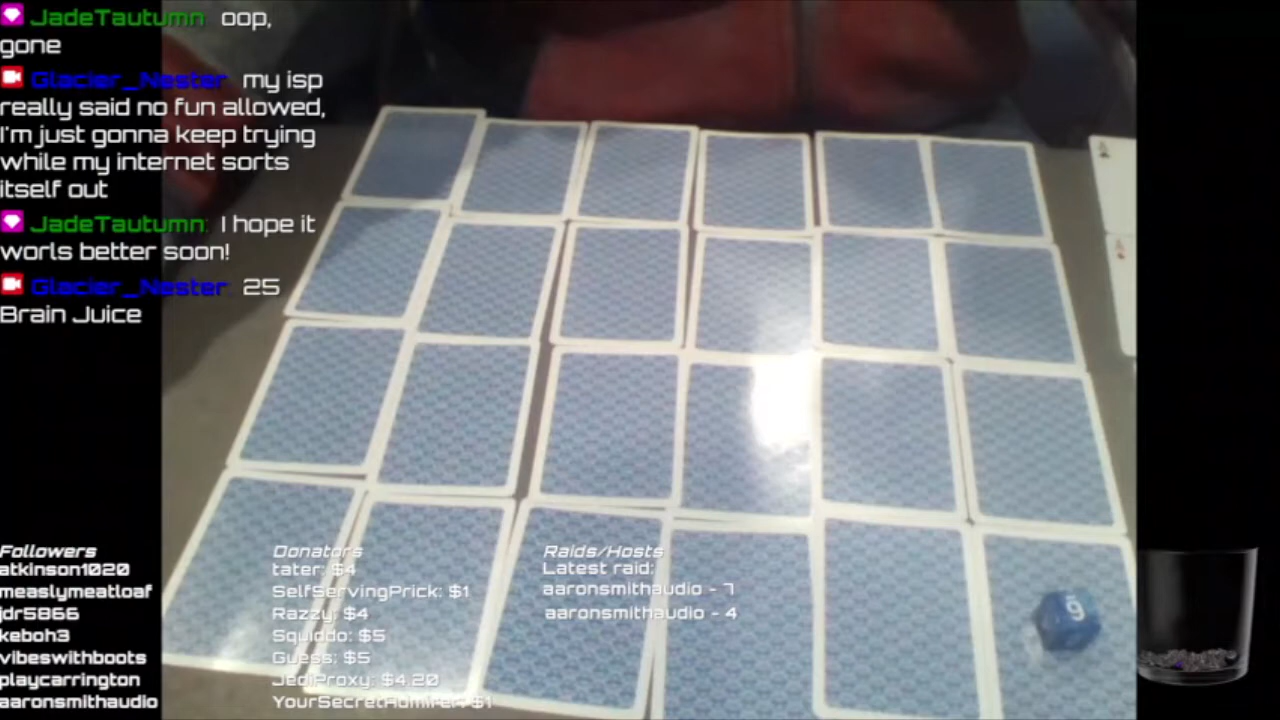 JadeTautumn oop,
gone
Glacier_Nester my isp
really said no fun allowed,
I'm just gonna keep trying
while my internet sorts
itself out
JadeTautumn: I hope it
worls better soon!
Glacier_Nester 25
Brain Juice
A
A
Followers
atkinson1020
measlymeatloaf
jdr5866
keboh3
vibeswithboots
playcarrington
aaronsmithaudio
Donators
tater: $4
SelfServingPrick: $1
Razzy: $4
Squiddo: $5
Guess: $5
JediProxy: $4.20
YourSecretAdmirer: $1
Raids/Hosts
Latest raid:
aaronsmithaudio - 7
aaronsmithaudio - 4
9